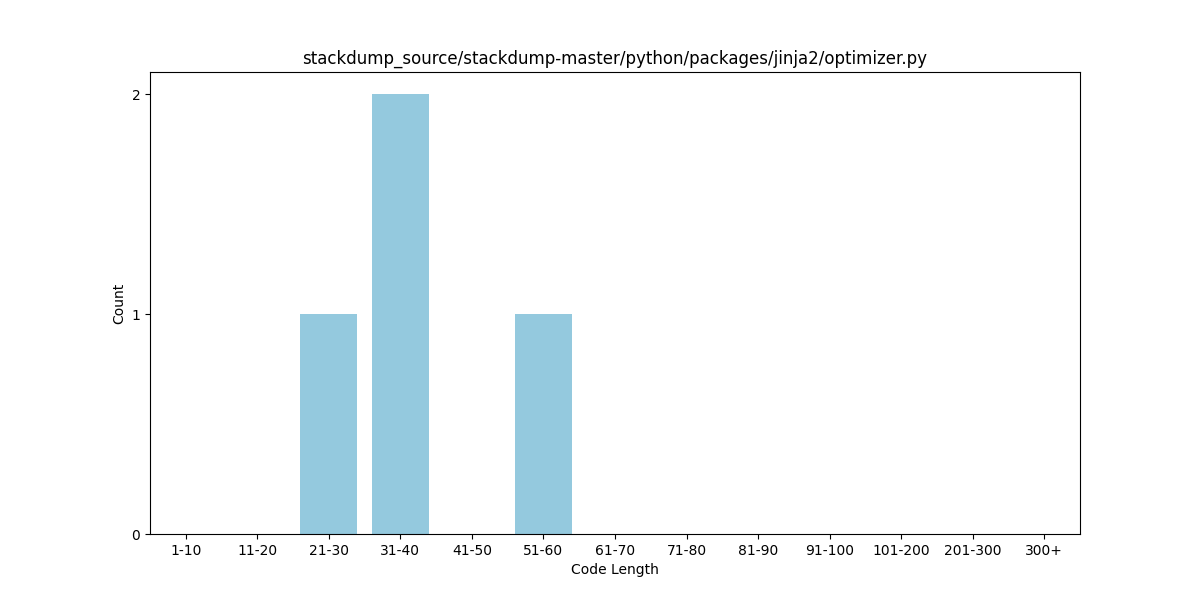 stackdump_source/stackdump-master/python/packages/jinja2/optimizer.py
2
1
0
Count
1-10 11-20 21-30 31-40 41-50 51-60 61-70 71-80 81-90 91-100 101-200 201-300 300+
Code Length